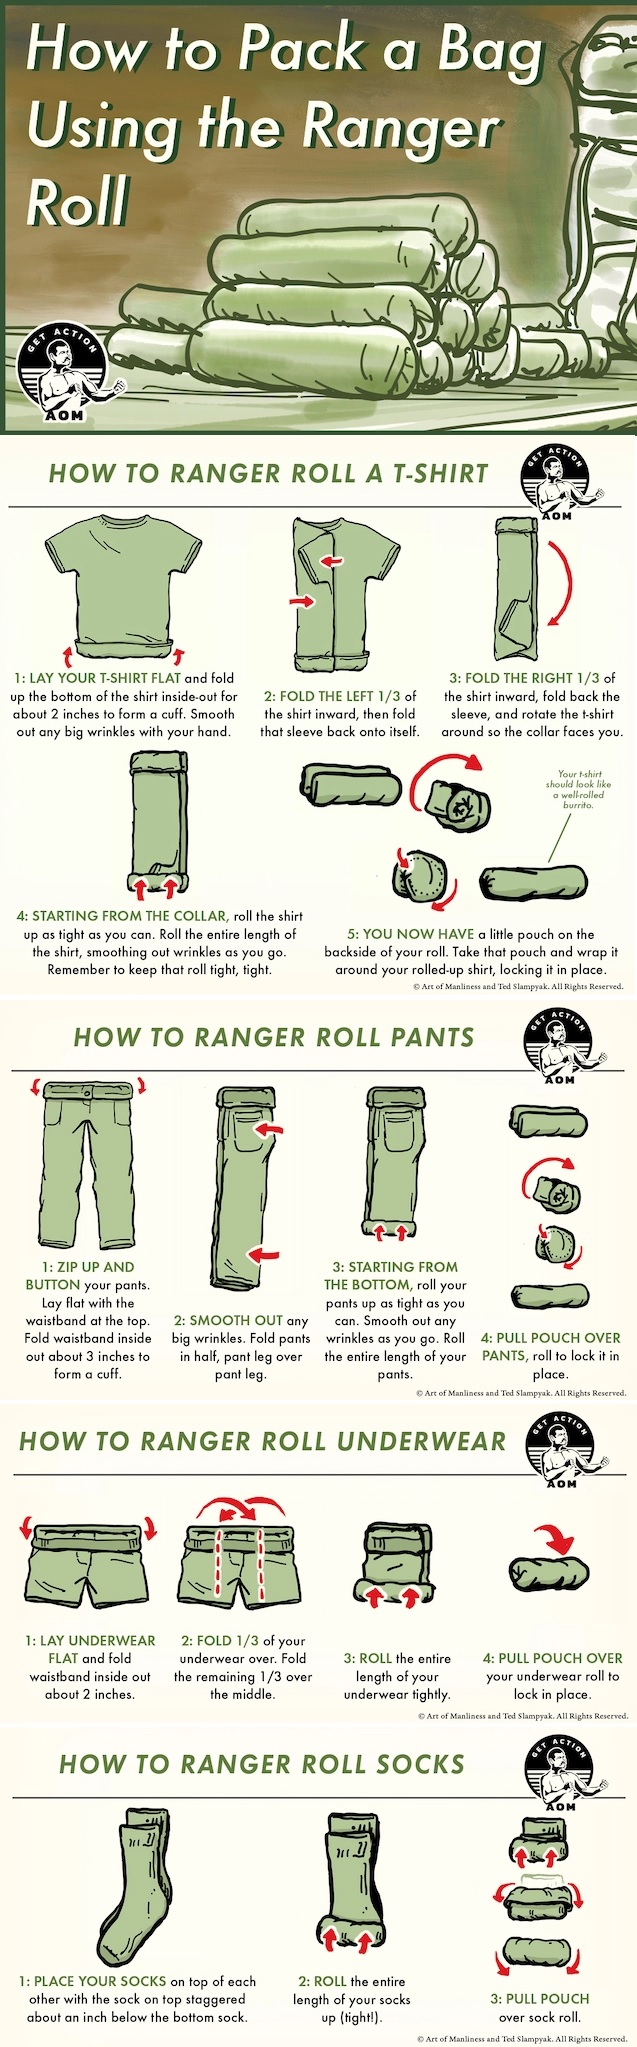 How to Pack a Bag
Using the Ranger
Roll
GET ACTION
AOM
HOW TO RANGER ROLL A T-SHIRT
GET ACTION
AOM
1: LAY YOUR T-SHIRT FLAT and fold
up the bottom of the shirt inside-out for
about 2 inches to form a cuff. Smooth
out any big wrinkles with your hand.
2: FOLD THE LEFT 1/3 of
the shirt inward, then fold
that sleeve back onto itself.
3: FOLD THE RIGHT 1/3 of
the shirt inward, fold back the
sleeve, and rotate the t-shirt
around so the collar faces you.
4: STARTING FROM THE COLLAR, roll the shirt
up as tight as you can. Roll the entire length of
the shirt, smoothing out wrinkles as you go.
Remember to keep that roll tight, tight.
Your t-shirt
should look like
a well-rolled
burrito.
5: YOU NOW HAVE a little pouch on the
backside of your roll. Take that pouch and wrap it
around your rolled-up shirt, locking it in place.
© Art of Manliness and Ted Slampyak. All Rights Reserved.
HOW TO RANGER ROLL PANTS
GET ACTION
AOM
1: ZIP UP AND
BUTTON your pants.
Lay flat with the
waistband at the top.
Fold waistband inside
out about 3 inches to
form a cuff.
2: SMOOTH OUT any
big wrinkles. Fold pants
in half, pant leg over
pant leg.
3: STARTING FROM
THE BOTTOM, roll your
pants up as tight as you
can. Smooth out any
wrinkles as you go. Roll
the entire length of your
pants.
4: PULL POUCH OVER
PANTS, roll to lock it in
place.
© Art of Manliness and Ted Slampyak. All Rights Reserved.
HOW TO RANGER ROLL UNDERWEAR
GET ACTION
AOM
1: LAY UNDERWEAR
FLAT and fold
waistband inside out
about 2 inches.
2: FOLD 1/3 of your
underwear over. Fold
the remaining 1/3 over
the middle.
3: ROLL the entire
length of your
underwear tightly.
4: PULL POUCH OVER
your underwear roll to
lock in place.
© Art of Manliness and Ted Slampyak. All Rights Reserved.
HOW TO RANGER ROLL SOCKS
GET ACTION
AOM
1: PLACE YOUR SOCKS on top of each
other with the sock on top staggered
about an inch below the bottom sock.
2: ROLL the entire
length of your socks
up (tight!).
3: PULL POUCH
over sock roll.
© Art of Manliness and Ted Slampyak. All Rights Reserved.